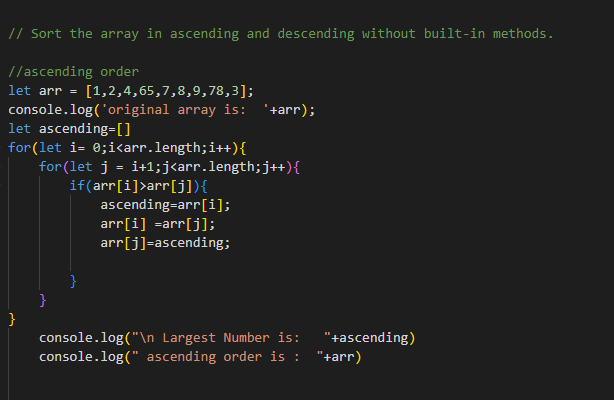 // Sort the array in ascending and descending without built-in methods.
//ascending order
let arr = [1,2,4,65,7,8,9,78,3];
console.log('original array is:  '+arr);
let ascending=[]
for(let i= 0;i<arr.length;i++){
    for(let j = i+1;j<arr.length;j++){
        if(arr[i]>arr[j]){
            ascending=arr[i];
            arr[i] =arr[j];
            arr[j]=ascending;
        }
    }
}
    console.log("\n Largest Number is:   "+ascending)
    console.log(" ascending order is :  "+arr)